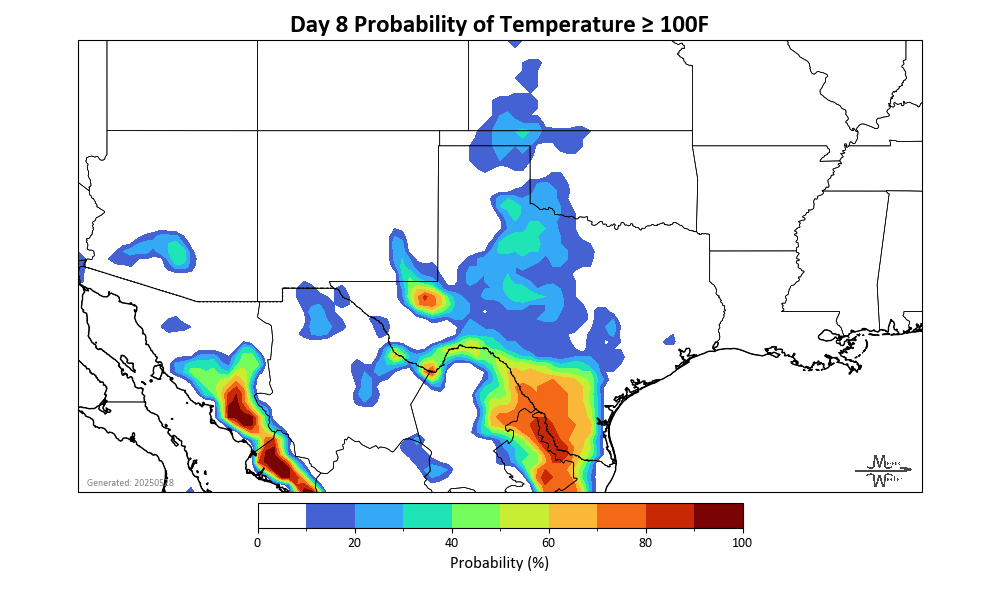 Day 8 Probability of Temperature ≥ 100F
Generated: 20250528
0 20 40 60 80 100
Probability (%)